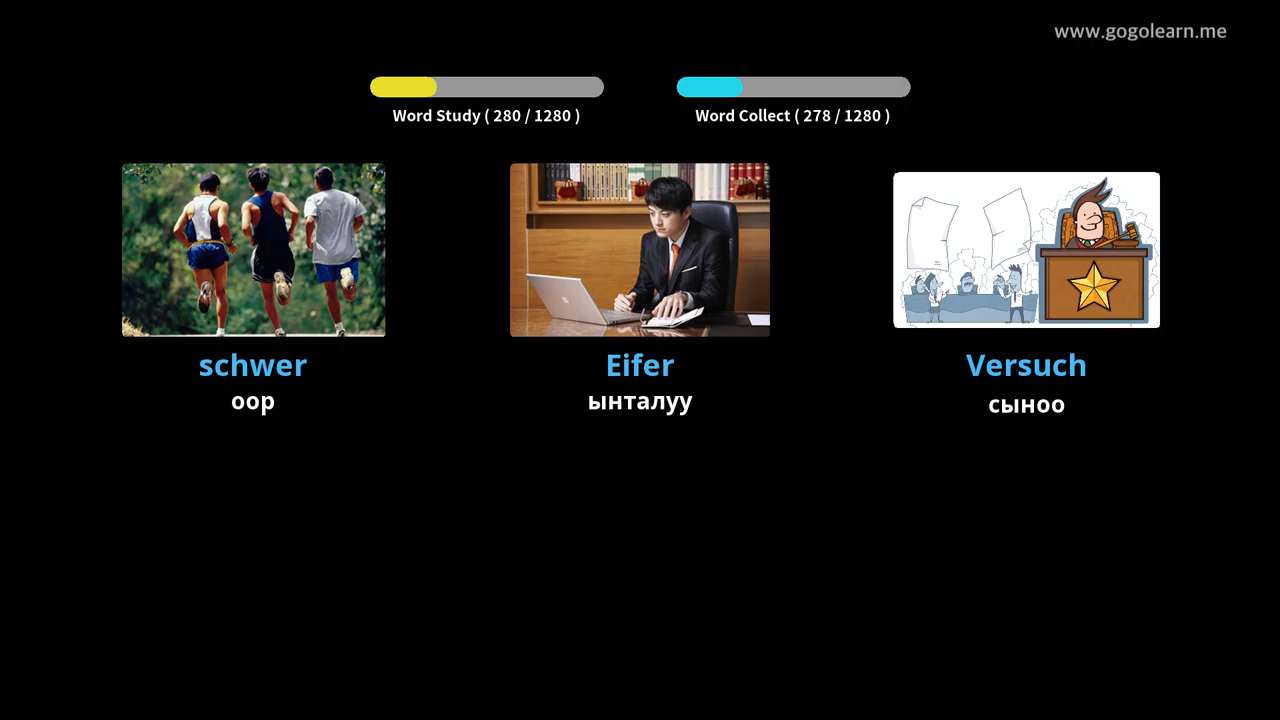 www.gogolearn.me
Word Study ( 280 / 1280 )
Word Collect ( 278 / 1280 )
schwer
оор
Eifer
ынталуу
Versuch
сыноо